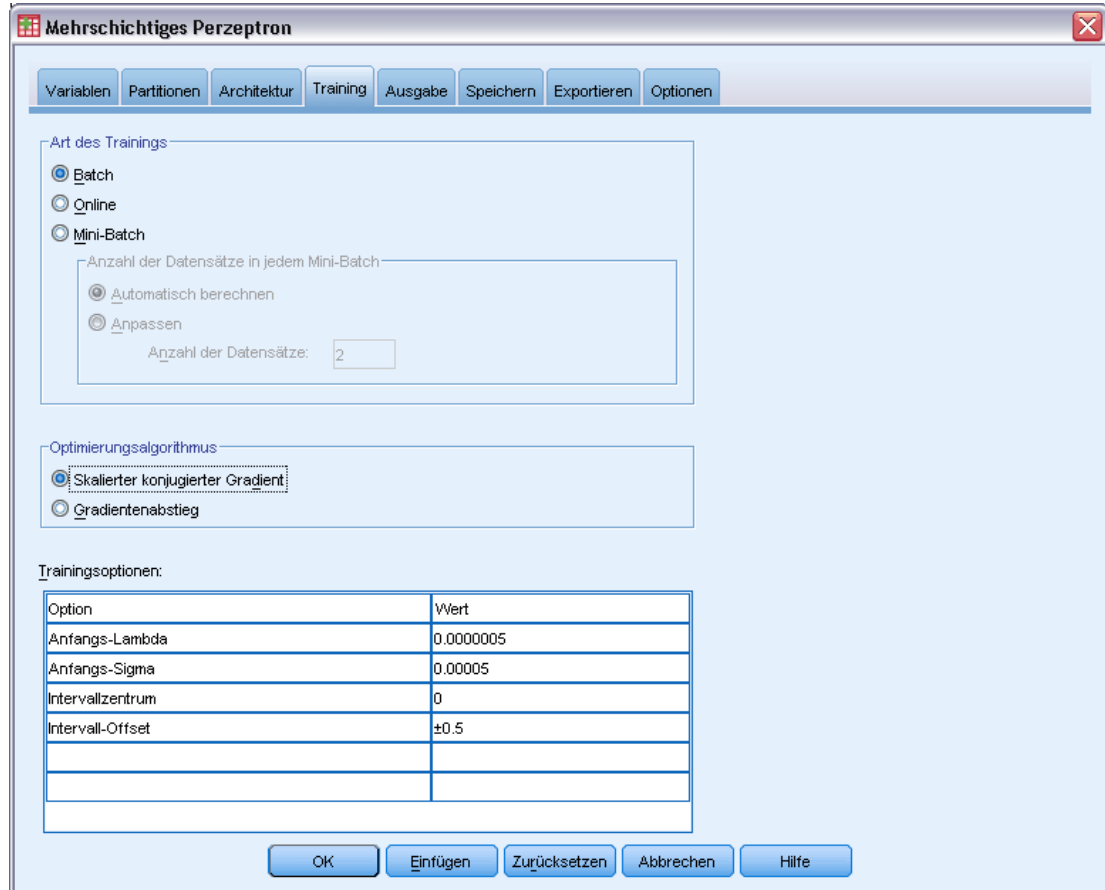 Mehrschichtiges Perzeptron
Variablen Partitionen Architektur Training Ausgabe Speichern Exportieren Optionen
Art des Trainings
Batch
Online
Mini-Batch
Anzahl der Datensätze in jedem Mini-Batch
Automatisch berechnen
Anpassen
Anzahl der Datensätze: 2
Optimierungsalgorithmus
Skalierter konjugierter Gradient
Gradientenabstieg
Trainingsoptionen:
Option Wert
Anfangs-Lambda 0.0000005
Anfangs-Sigma 0.00005
Intervallzentrum 0
Intervall-Offset ±0.5
OK Einfügen Zurücksetzen Abbrechen Hilfe